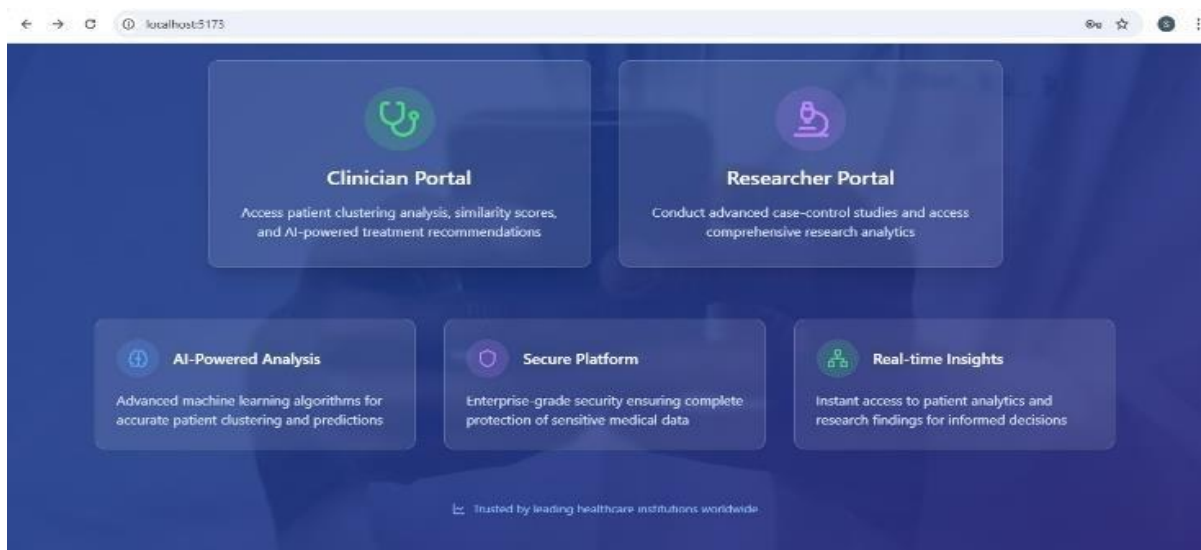 localhost:5173
S
Clinician Portal
Access patient clustering analysis, similarity scores,
and AI-powered treatment recommendations
Researcher Portal
Conduct advanced case-control studies and access
comprehensive research analytics
AI-Powered Analysis
Advanced machine learning algorithms for
accurate patient clustering and predictions
Secure Platform
Enterprise-grade security ensuring complete
protection of sensitive medical data
Real-time Insights
Instant access to patient analytics and
research findings for informed decisions
Trusted by leading healthcare institutions worldwide